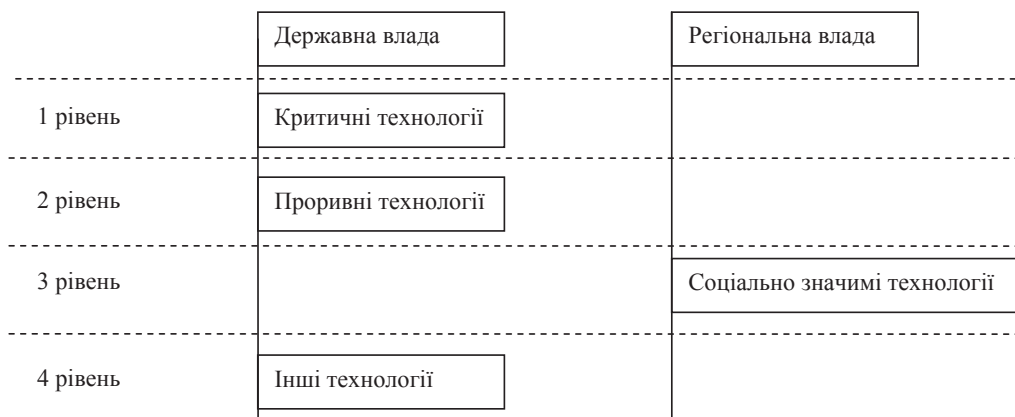 Державна влада
Регіональна влада
1 рівень
Критичні технології
2 рівень
Проривні технології
3 рівень
Соціально значимі технології
4 рівень
Інші технології